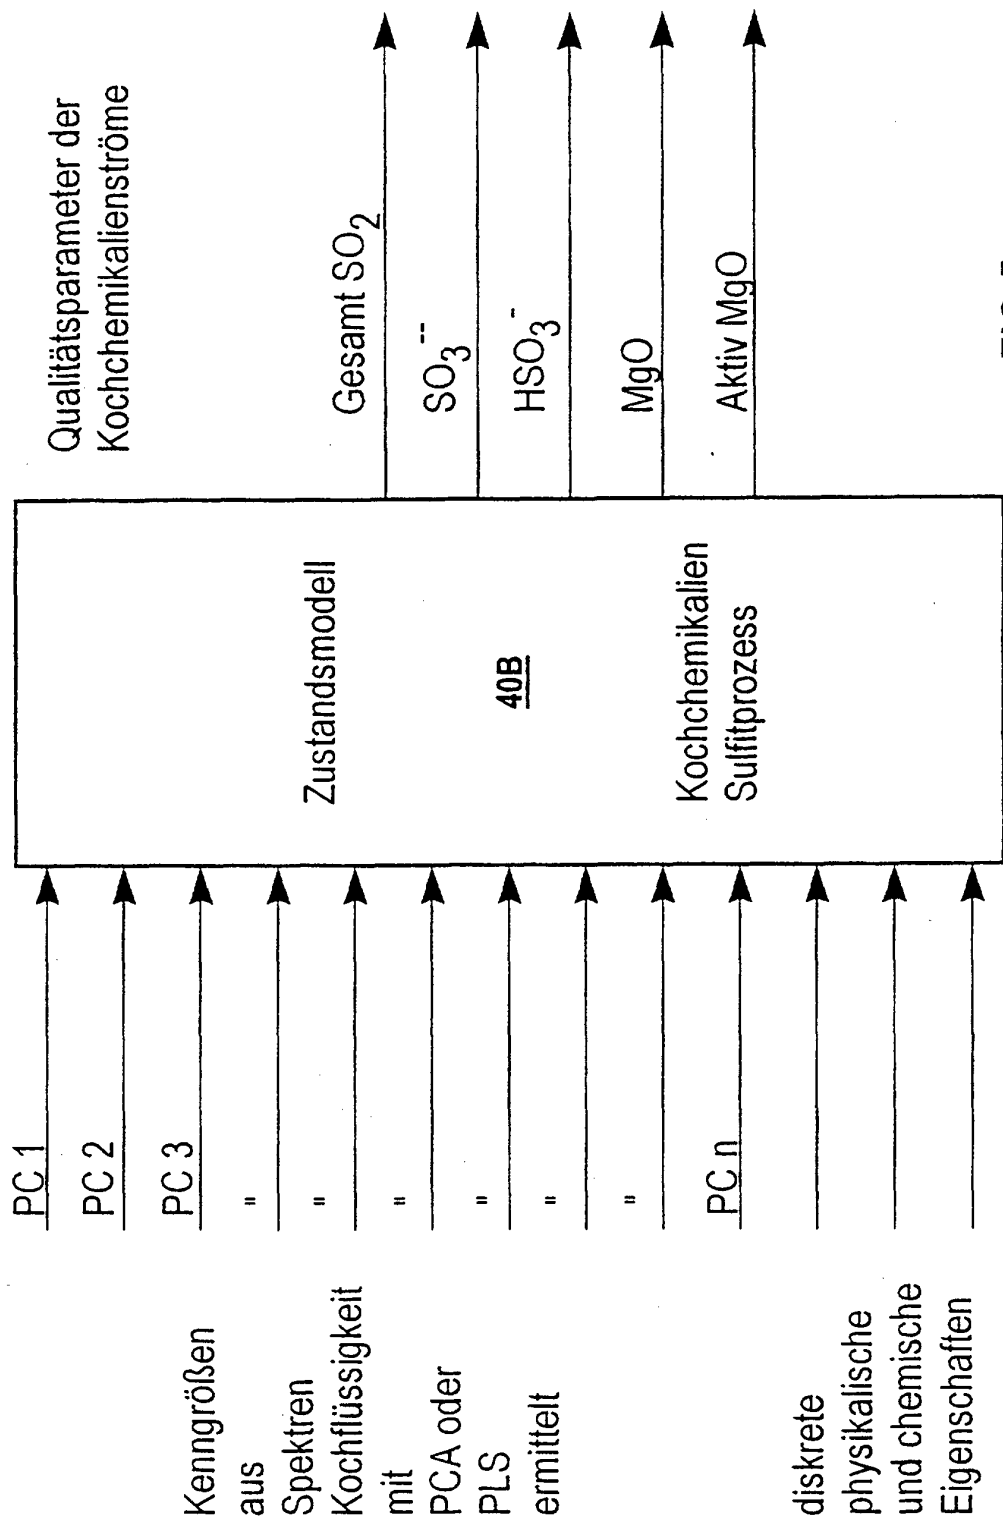 Qualitätsparameter der
Kochchemikalienströme
PC 1
PC 2
PC 3
"
"
"
"
"
"
PC n
Kenngrößen
aus
Spektren
Kochflüssigkeit
mit
PCA oder
PLS
ermittelt
diskrete
physikalische
und chemische
Eigenschaften
Zustandsmodell
40B
Kochchemikalien
Sulfitprozess
Gesamt SO2
SO3--
HSO3-
MgO
Aktiv MgO